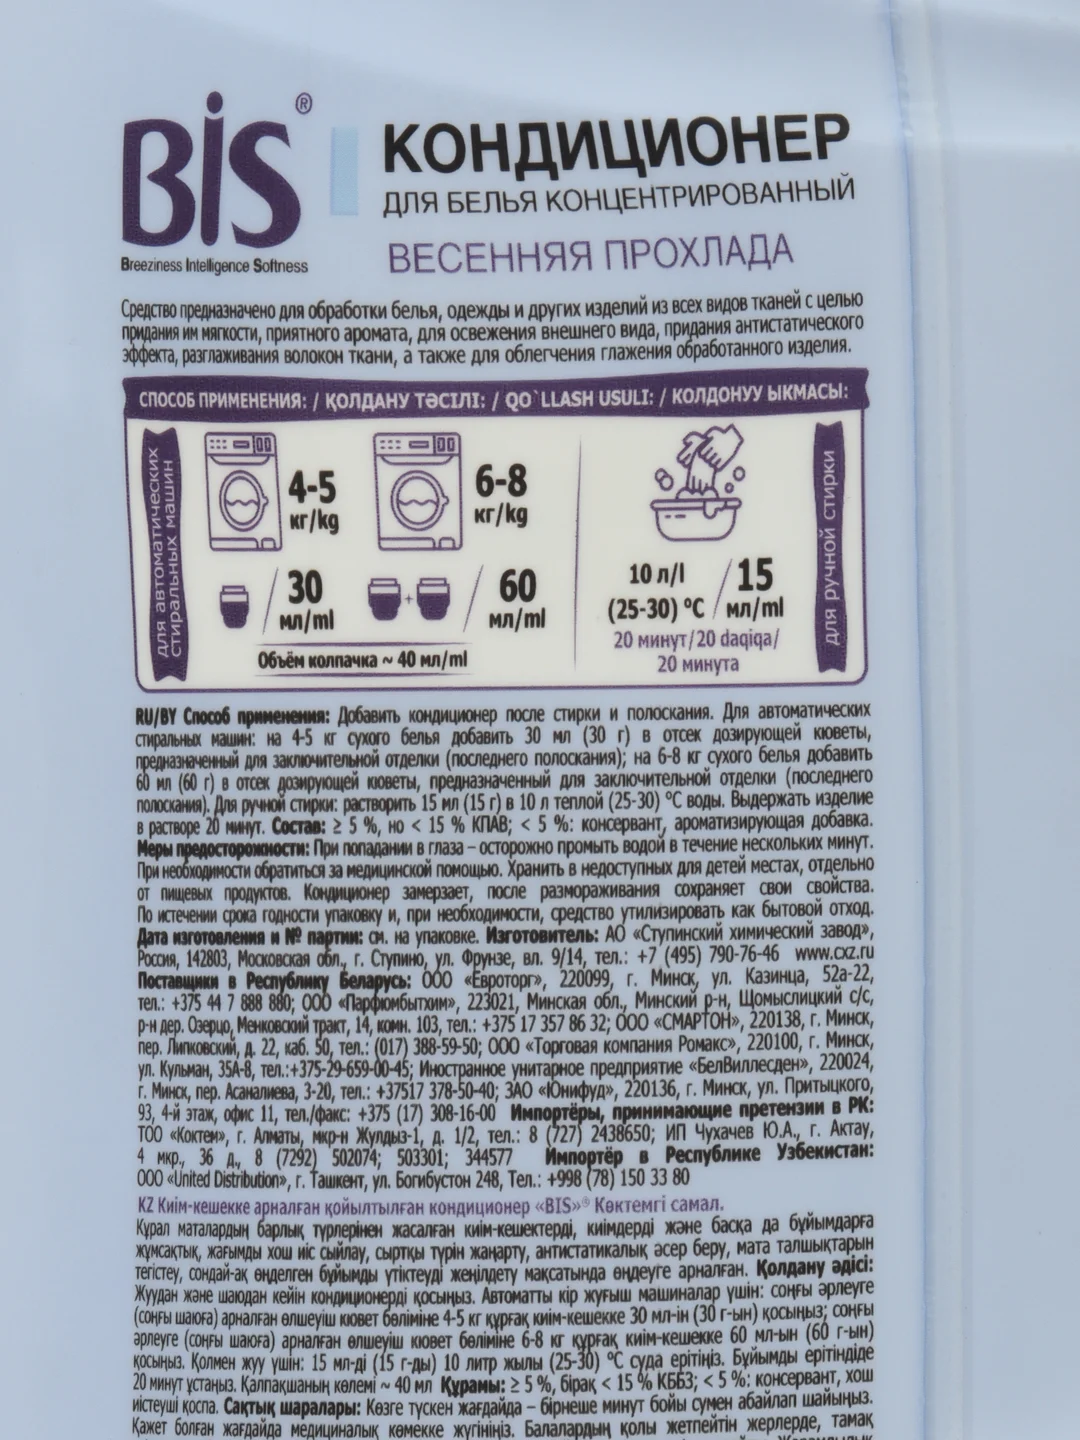 BiS®
Breeziness Intelligence Softness
КОНДИЦИОНЕР
ДЛЯ БЕЛЬЯ КОНЦЕНТРИРОВАННЫЙ
ВЕСЕННЯЯ ПРОХЛАДА
Средство предназначено для обработки белья, одежды и других изделий из всех видов тканей с целью
придания им мягкости, приятного аромата, для освежения внешнего вида, придания антистатического
эффекта, разглаживания волокон ткани, а также для облегчения глажения обработанного изделия.
СПОСОБ ПРИМЕНЕНИЯ: / ҚОЛДАНУ ТӘСІЛІ: / QO`LLASH USULI: / КОЛДОНУУ ЫКМАСЫ:
для автоматических
стиральных машин
4-5
кг/kg
6-8
кг/kg
30
мл/ml
+
60
мл/ml
Объём колпачка ~ 40 мл/ml
10 л/l
(25-30) °C
15
мл/ml
20 минут/20 daqiqa/
20 минута
для ручной стирки
RU/BY Способ применения: Добавить кондиционер после стирки и полоскания. Для автоматических
стиральных машин: на 4-5 кг сухого белья добавить 30 мл (30 г) в отсек дозирующей кюветы,
предназначенный для заключительной отделки (последнего полоскания); на 6-8 кг сухого белья добавить
60 мл (60 г) в отсек дозирующей кюветы, предназначенный для заключительной отделки (последнего
полоскания). Для ручной стирки: растворить 15 мл (15 г) в 10 л теплой (25-30) °C воды. Выдержать изделие
в растворе 20 минут. Состав: ≥ 5 %, но < 15 % КПАВ; < 5 %: консервант, ароматизирующая добавка.
Меры предосторожности: При попадании в глаза – осторожно промыть водой в течение нескольких минут.
При необходимости обратиться за медицинской помощью. Хранить в недоступных для детей местах, отдельно
от пищевых продуктов. Кондиционер замерзает, после размораживания сохраняет свои свойства.
По истечении срока годности упаковку и, при необходимости, средство утилизировать как бытовой отход.
Дата изготовления и № партии: см. на упаковке. Изготовитель: АО «Ступинский химический завод»,
Россия, 142803, Московская обл., г. Ступино, ул. Фрунзе, вл. 9/14, тел.: +7 (495) 790-76-46 www.cxz.ru
Поставщики в Республику Беларусь: ООО «Евроторг», 220099, г. Минск, ул. Казинца, 52а-22,
тел.: +375 44 7 888 880; ООО «Парфюмбытхим», 223021, Минская обл., Минский р-н, Щомыслицкий с/с,
р-н дер. Озерцо, Менковский тракт, 14, комн. 103, тел.: +375 17 357 86 32; ООО «СМАРТОН», 220138, г. Минск,
пер. Липковский, д. 22, каб. 50, тел.: (017) 388-59-50; ООО «Торговая компания Ромакс», 220100, г. Минск,
ул. Кульман, 35А-8, тел.:+375-29-659-00-45; Иностранное унитарное предприятие «БелВиллесден», 220024,
г. Минск, пер. Асаналиева, 3-20, тел.: +37517 378-50-40; ЗАО «Юнифуд», 220136, г. Минск, ул. Притыцкого,
93, 4-й этаж, офис 11, тел./факс: +375 (17) 308-16-00 Импортёры, принимающие претензии в РК:
ТОО «Коктем», г. Алматы, мкр-н Жулдыз-1, д. 1/2, тел.: 8 (727) 2438650; ИП Чухачев Ю.А., г. Актау,
4 мкр., 36 д., 8 (7292) 502074; 503301; 344577 Импортёр в Республике Узбекистан:
ООО «United Distribution», г. Ташкент, ул. Богибустон 248, Тел.: +998 (78) 150 33 80
KZ Киім-кешекке арналған қойылтылған кондиционер «BIS»® Көктемгі самал.
Құрал маталардың барлық түрлерінен жасалған киім-кешектерді, киімдерді және басқа да бұйымдарға
жұмсақтық, жағымды хош иіс сыйлау, сыртқы түрін жаңарту, антистатикалық әсер беру, мата талшықтарын
тегістеу, сондай-ақ өңделген бұйымды үтіктеуді жеңілдету мақсатында өңдеуге арналған. Қолдану әдісі:
Жуудан және шаюдан кейін кондиционерді қосыңыз. Автоматты кір жуғыш машиналар үшін: соңғы әрлеуге
(соңғы шаюға) арналған өлшеуіш кювет бөліміне 4-5 кг құрғақ киім-кешекке 30 мл-ін (30 г-ын) қосыңыз; соңғы
әрлеуге (соңғы шаюға) арналған өлшеуіш кювет бөліміне 6-8 кг құрғақ киім-кешекке 60 мл-ын (60 г-ын)
қосыңыз. Қолмен жуу үшін: 15 мл-ді (15 г-ды) 10 литр жылы (25-30) °C суда ерітіңіз. Бұйымды ерітіндіде
20 минут ұстаңыз. Қалпақшаның көлемі ~ 40 мл Құрамы: ≥ 5 %, бірақ < 15 % КББЗ; < 5 %: консервант, хош
иістеуші қоспа. Сақтық шаралары: Көзге түскен жағдайда – бірнеше минут бойы сумен абайлап шайыңыз.
Қажет болған жағдайда медициналық көмекке жүгініңіз. Балалардың қолы жетпейтін жерлерде, тамақ